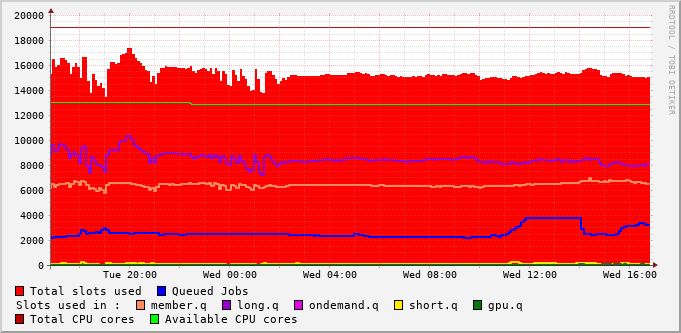 RRDTOOL / TOBI OETIKER
20000
18000
16000
14000
12000
10000
8000
6000
4000
2000
0
Tue 20:00 Wed 00:00 Wed 04:00 Wed 08:00 Wed 12:00 Wed 16:00
Total slots used Queued Jobs
Slots used in : member.q long.q ondemand.q short.q gpu.q
Total CPU cores Available CPU cores